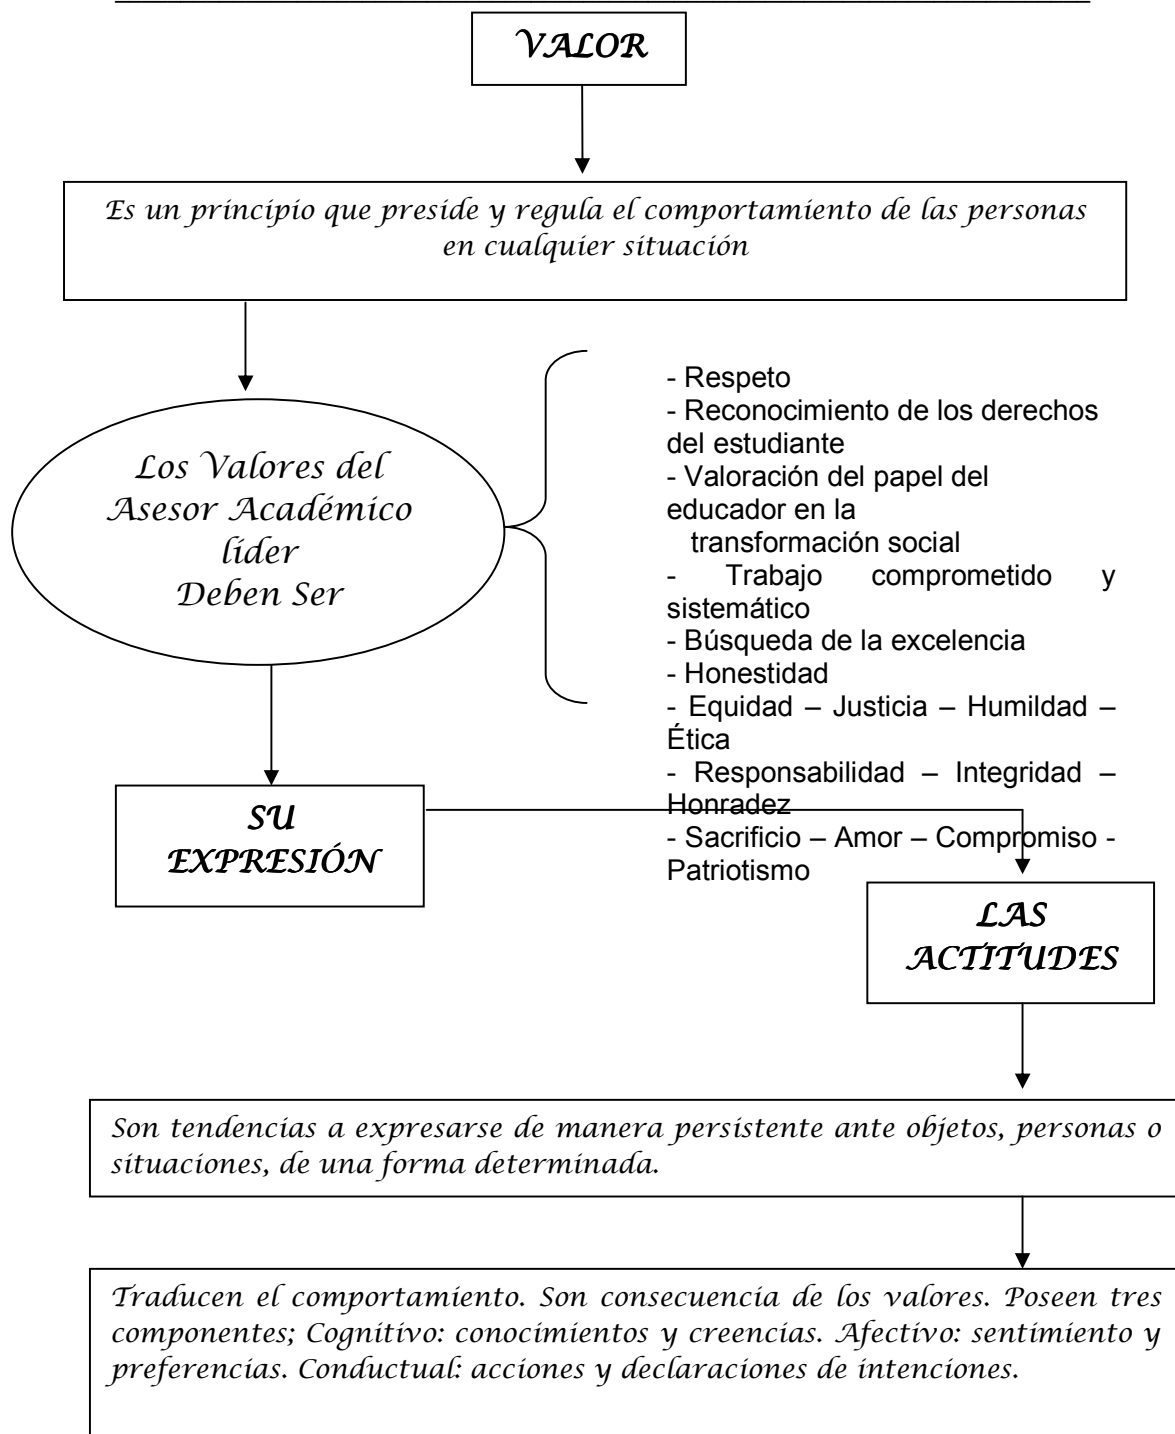 VALOR
Es un principio que preside y regula el comportamiento de las personas
en cualquier situación
Los Valores del
Asesor Académico
líder
Deben Ser
- Respeto
- Reconocimiento de los derechos
del estudiante
- Valoración del papel del
educador en la
transformación social
- Trabajo comprometido y
sistemático
- Búsqueda de la excelencia
- Honestidad
- Equidad – Justicia – Humildad –
Ética
- Responsabilidad – Integridad –
Honradez
- Sacrificio – Amor – Compromiso -
Patriotismo
SU
EXPRESIÓN
LAS
ACTITUDES
Son tendencias a expresarse de manera persistente ante objetos, personas o
situaciones, de una forma determinada.
Traducen el comportamiento. Son consecuencia de los valores. Poseen tres
componentes; Cognitivo: conocimientos y creencias. Afectivo: sentimiento y
preferencias. Conductual: acciones y declaraciones de intenciones.